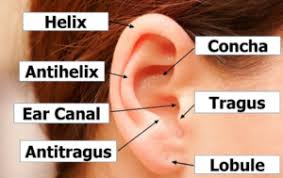 Helix
Concha
Antihelix
Tragus
Ear Canal
Antitragus
Lobule